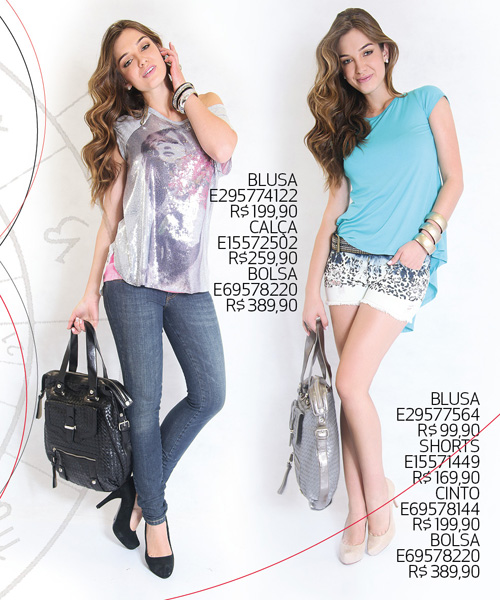 BLUSA
E295774122
R$ 199,90
CALÇA
E15572502
R$259,90
BOLSA
E69578220
R$ 389,90
BLUSA
E29577564
R$ 99,90
SHORTS
E15571449
R$ 169,90
CINTO
E69578144
R$ 199,90
BOLSA
E69578220
R$ 389,90